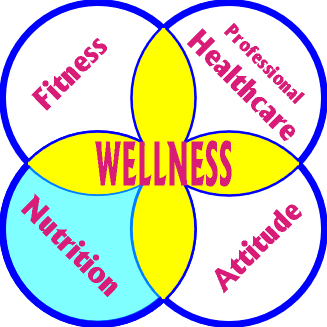 Fitness
Professional
Healthcare
WELLNESS
Nutrition
Attitude